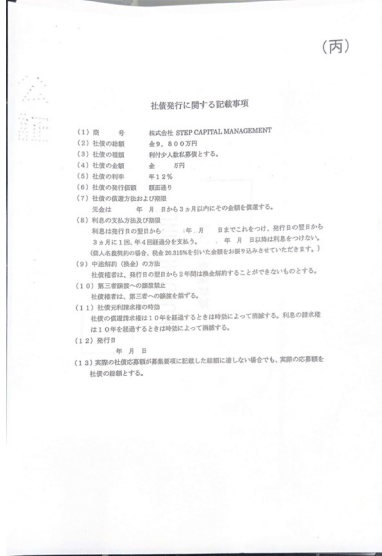 (丙)
社債発行に関する記載事項
(1)商 号 株式会社 STEP CAPITAL MANAGEMENT
(2)社債の総額 金9,800万円
(3)社債の種類 利付少人数私募債とする。
(4)社債の金額 金 万円
(5)社債の利率 年12%
(6)社債の発行価額 額面通り
(7)社債の償還方法および期限
元金は 年 月 日から3ヵ月以内にその全額を償還する。
(8)利息の支払方法及び期限
利息は発行日の翌日から 年 月 日までこれをつけ、発行日の翌日から
3ヵ月に1回、年4回経過分を支払う。 年 月 日以降は利息をつけない。
(個人名義契約の場合、税金20.315%を引いた金額をお振り込みさせていただきます。)
(9)中途解約(換金)の方法
社債権者は、発行日の翌日から2年間は換金解約することができないものとする。
(10)第三者譲渡への譲渡禁止
社債権者は、第三者への譲渡を禁ずる。
(11)社債元利請求権の時効
社債の償還請求権は10年を経過するときは時効によって消滅する。利息の請求権
は10年を経過するときは時効によって消滅する。
(12)発行日
年 月 日
(13)実際の社債応募額が募集要項に記載した総額に達しない場合でも、実際の応募額を
社債の総額とする。